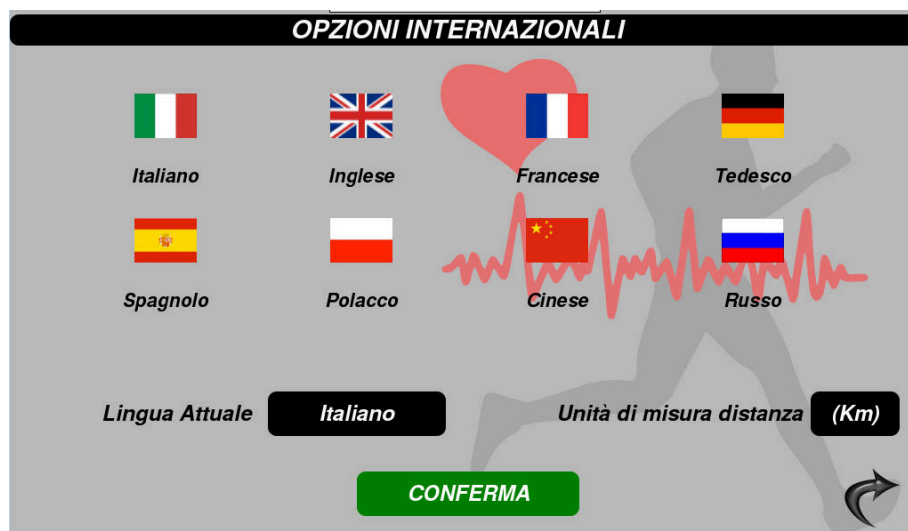 OPZIONI INTERNAZIONALI
Italiano Inglese Francese Tedesco
Spagnolo Polacco Cinese Russo
Lingua Attuale Italiano Unità di misura distanza (Km)
CONFERMA